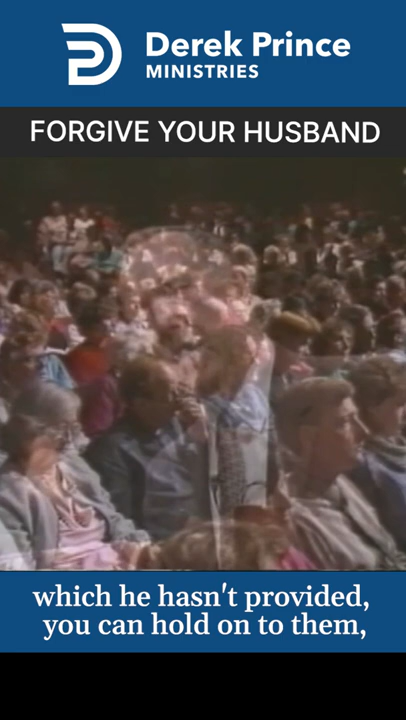 Derek Prince
MINISTRIES
FORGIVE YOUR HUSBAND
which he hasn't provided,
you can hold on to them,